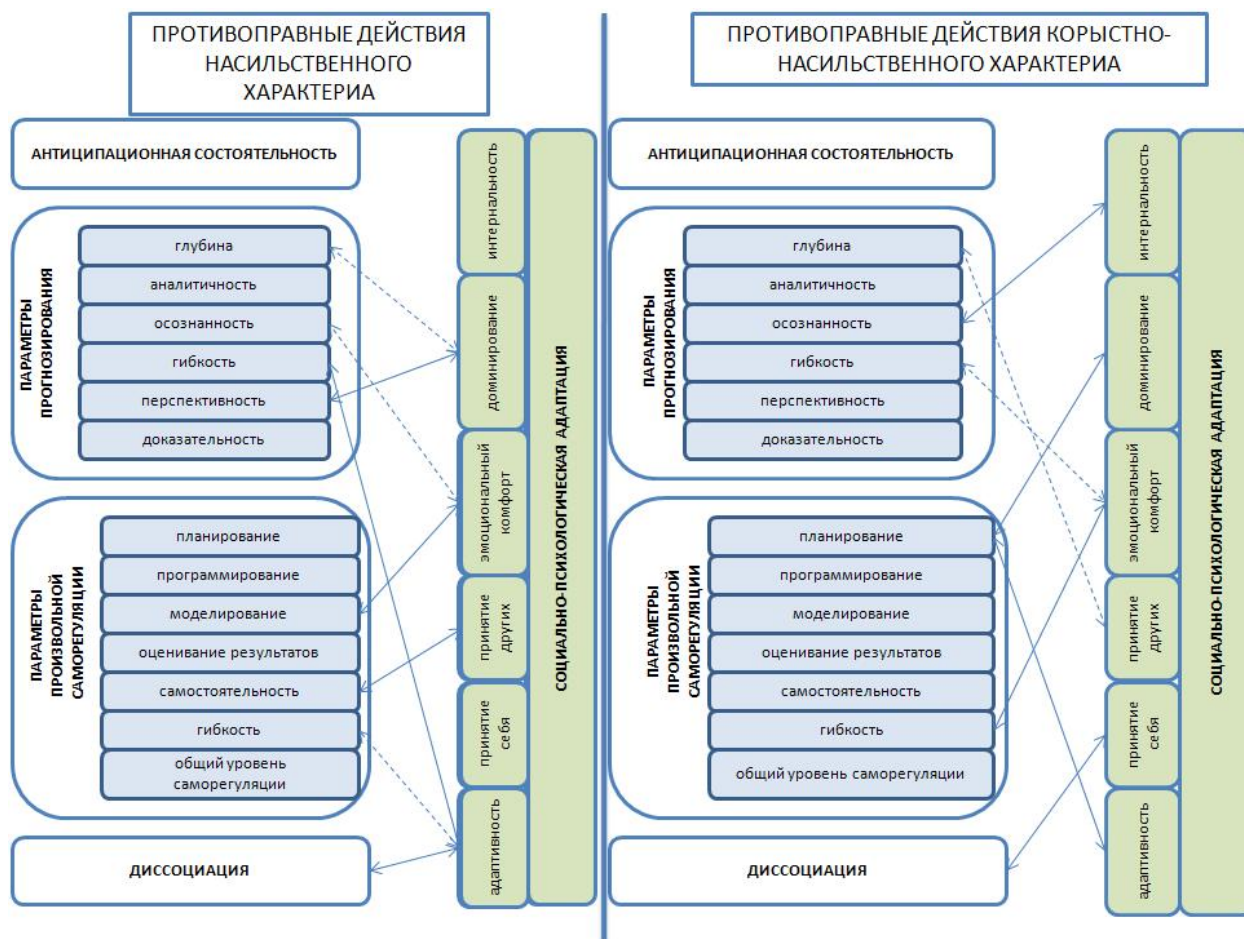 ПРОТИВОПРАВНЫЕ ДЕЙСТВИЯ
НАСИЛЬСТВЕННОГО
ХАРАКТЕРИА
АНТИЦИПАЦИОННАЯ СОСТОЯТЕЛЬНОСТЬ
ПАРАМЕТРЫ
ПРОГНОЗИРОВАНИЯ
глубина
аналитичность
осознанность
гибкость
перспективность
доказательность
ПАРАМЕТРЫ
ПРОИЗВОЛЬНОЙ
САМОРЕГУЛЯЦИИ
планирование
программирование
моделирование
оценивание результатов
самостоятельность
гибкость
общий уровень
саморегуляции
ДИССОЦИАЦИЯ
интернальность
доминирование
эмоциональный
комфорт
принятие
других
принятие
себя
адаптивность
СОЦИАЛЬНО-ПСИХОЛОГИЧЕСКАЯ АДАПТАЦИЯ
ПРОТИВОПРАВНЫЕ ДЕЙСТВИЯ КОРЫСТНО-
НАСИЛЬСТВЕННОГО ХАРАКТЕРИА
АНТИЦИПАЦИОННАЯ СОСТОЯТЕЛЬНОСТЬ
ПАРАМЕТРЫ
ПРОГНОЗИРОВАНИЯ
глубина
аналитичность
осознанность
гибкость
перспективность
доказательность
ПАРАМЕТРЫ
ПРОИЗВОЛЬНОЙ
САМОРЕГУЛЯЦИИ
планирование
программирование
моделирование
оценивание результатов
самостоятельность
гибкость
общий уровень саморегуляции
ДИССОЦИАЦИЯ
интернальность
доминирование
эмоциональный
комфорт
принятие
других
принятие
себя
адаптивность
СОЦИАЛЬНО-ПСИХОЛОГИЧЕСКАЯ АДАПТАЦИЯ